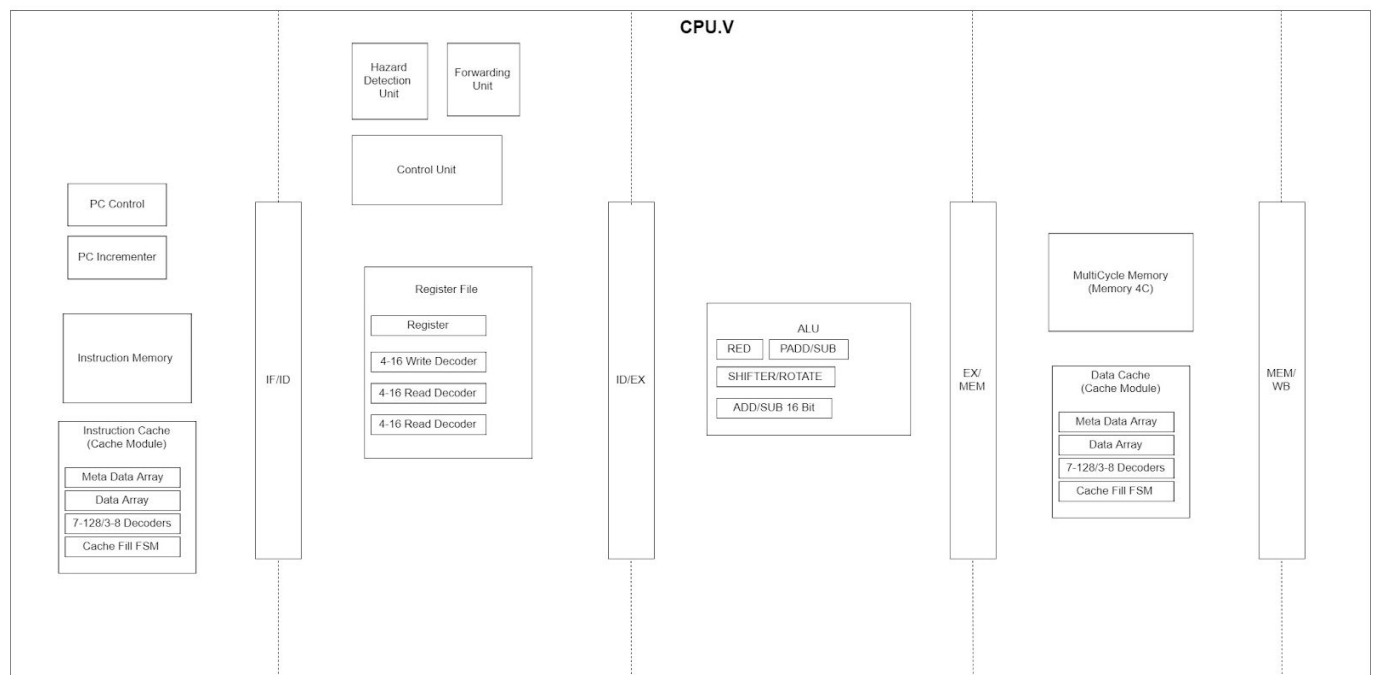 CPU.V
Hazard
Detection
Unit
Forwarding
Unit
Control Unit
PC Control
PC Incrementer
Instruction Memory
Instruction Cache
(Cache Module)
Meta Data Array
Data Array
7-128/3-8 Decoders
Cache Fill FSM
IF/ID
Register File
Register
4-16 Write Decoder
4-16 Read Decoder
4-16 Read Decoder
ID/EX
ALU
RED
PADD/SUB
SHIFTER/ROTATE
ADD/SUB 16 Bit
EX/
MEM
MultiCycle Memory
(Memory 4C)
Data Cache
(Cache Module)
Meta Data Array
Data Array
7-128/3-8 Decoders
Cache Fill FSM
MEM/
WB